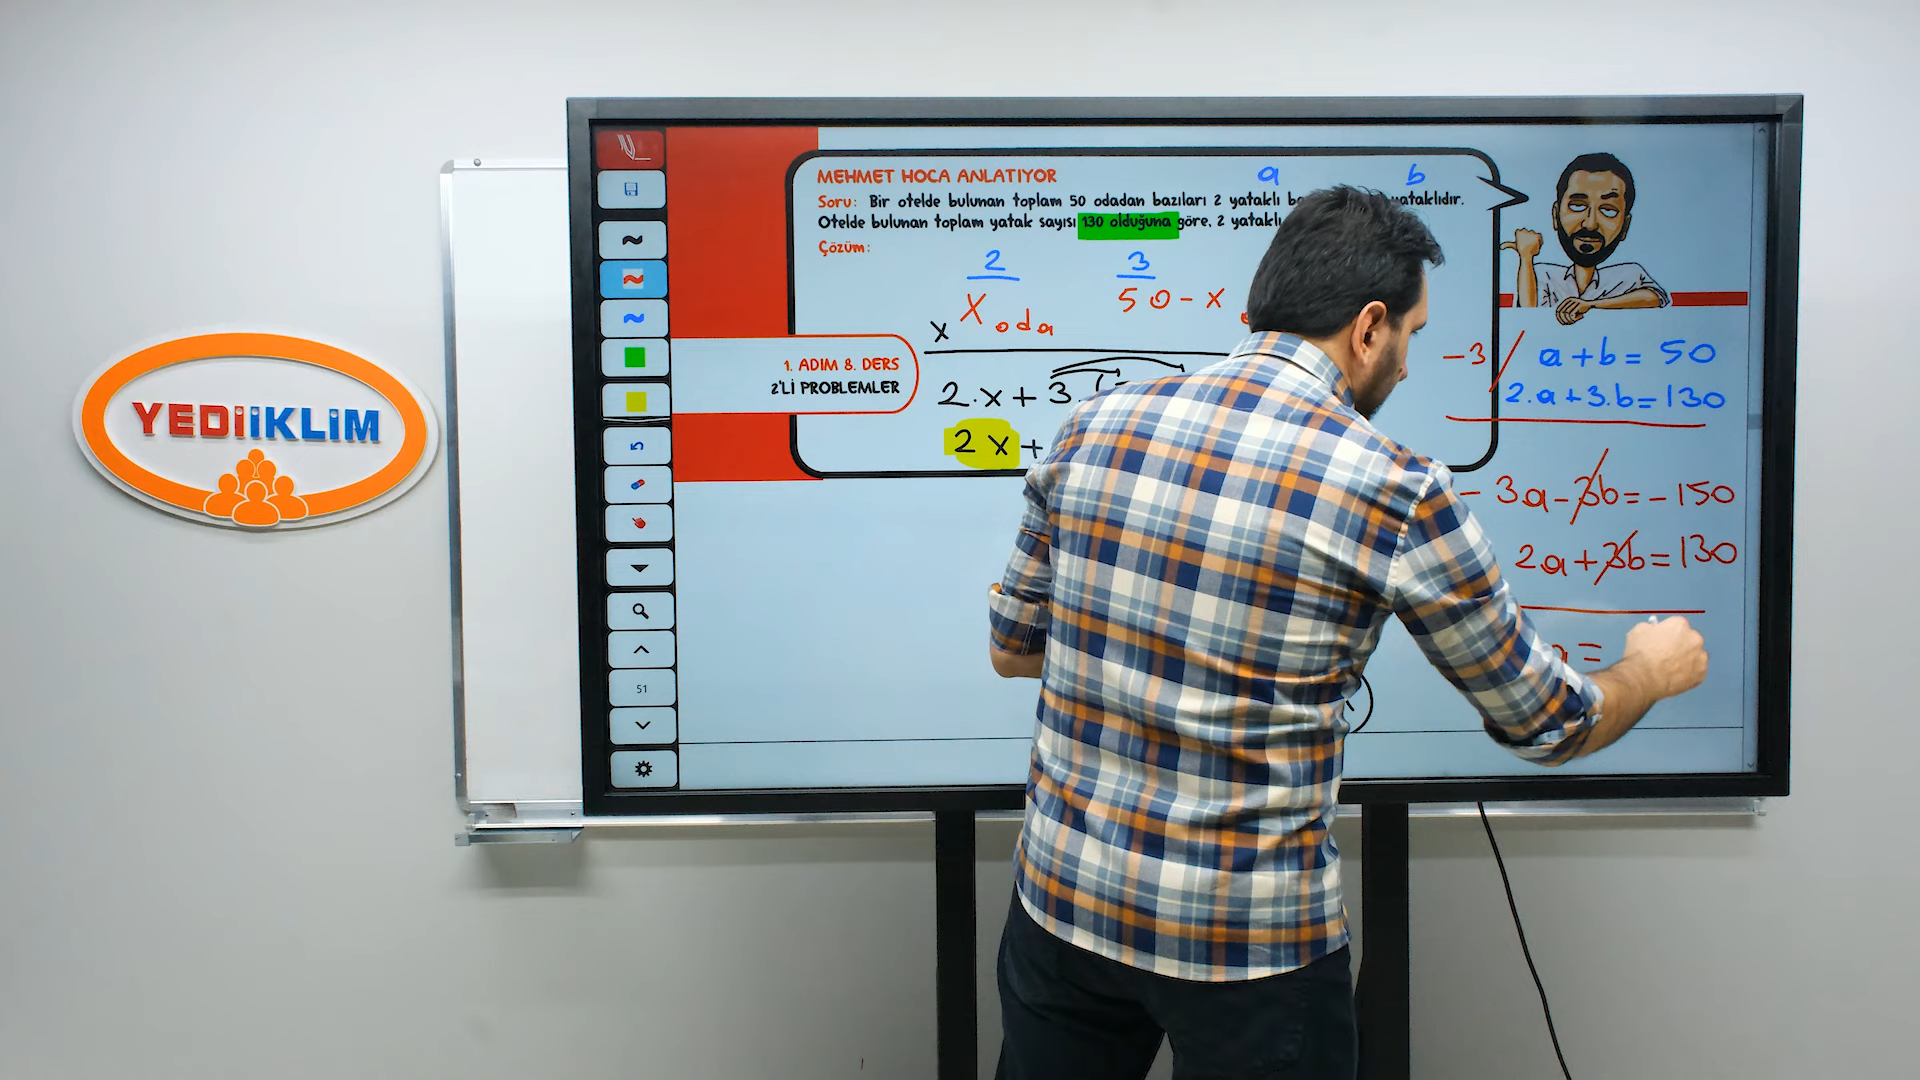 YEDİİKLİM
MEHMET HOCA ANLATIYOR
a b
Soru: Bir otelde bulunan toplam 50 odadan bazıları 2 yataklı yataklıdır.
Otelde bulunan toplam yatak sayısı 130 olduğuna göre, 2 yataklı
Çözüm:
2 3
x oda 50-x
x
2.x+3.
2x+
1. ADIM 8. DERS
2'Lİ PROBLEMLER
51
-3 / a+b=50
2.a+3.b=130
-3a-3b=-150
2a+3b=130
a=